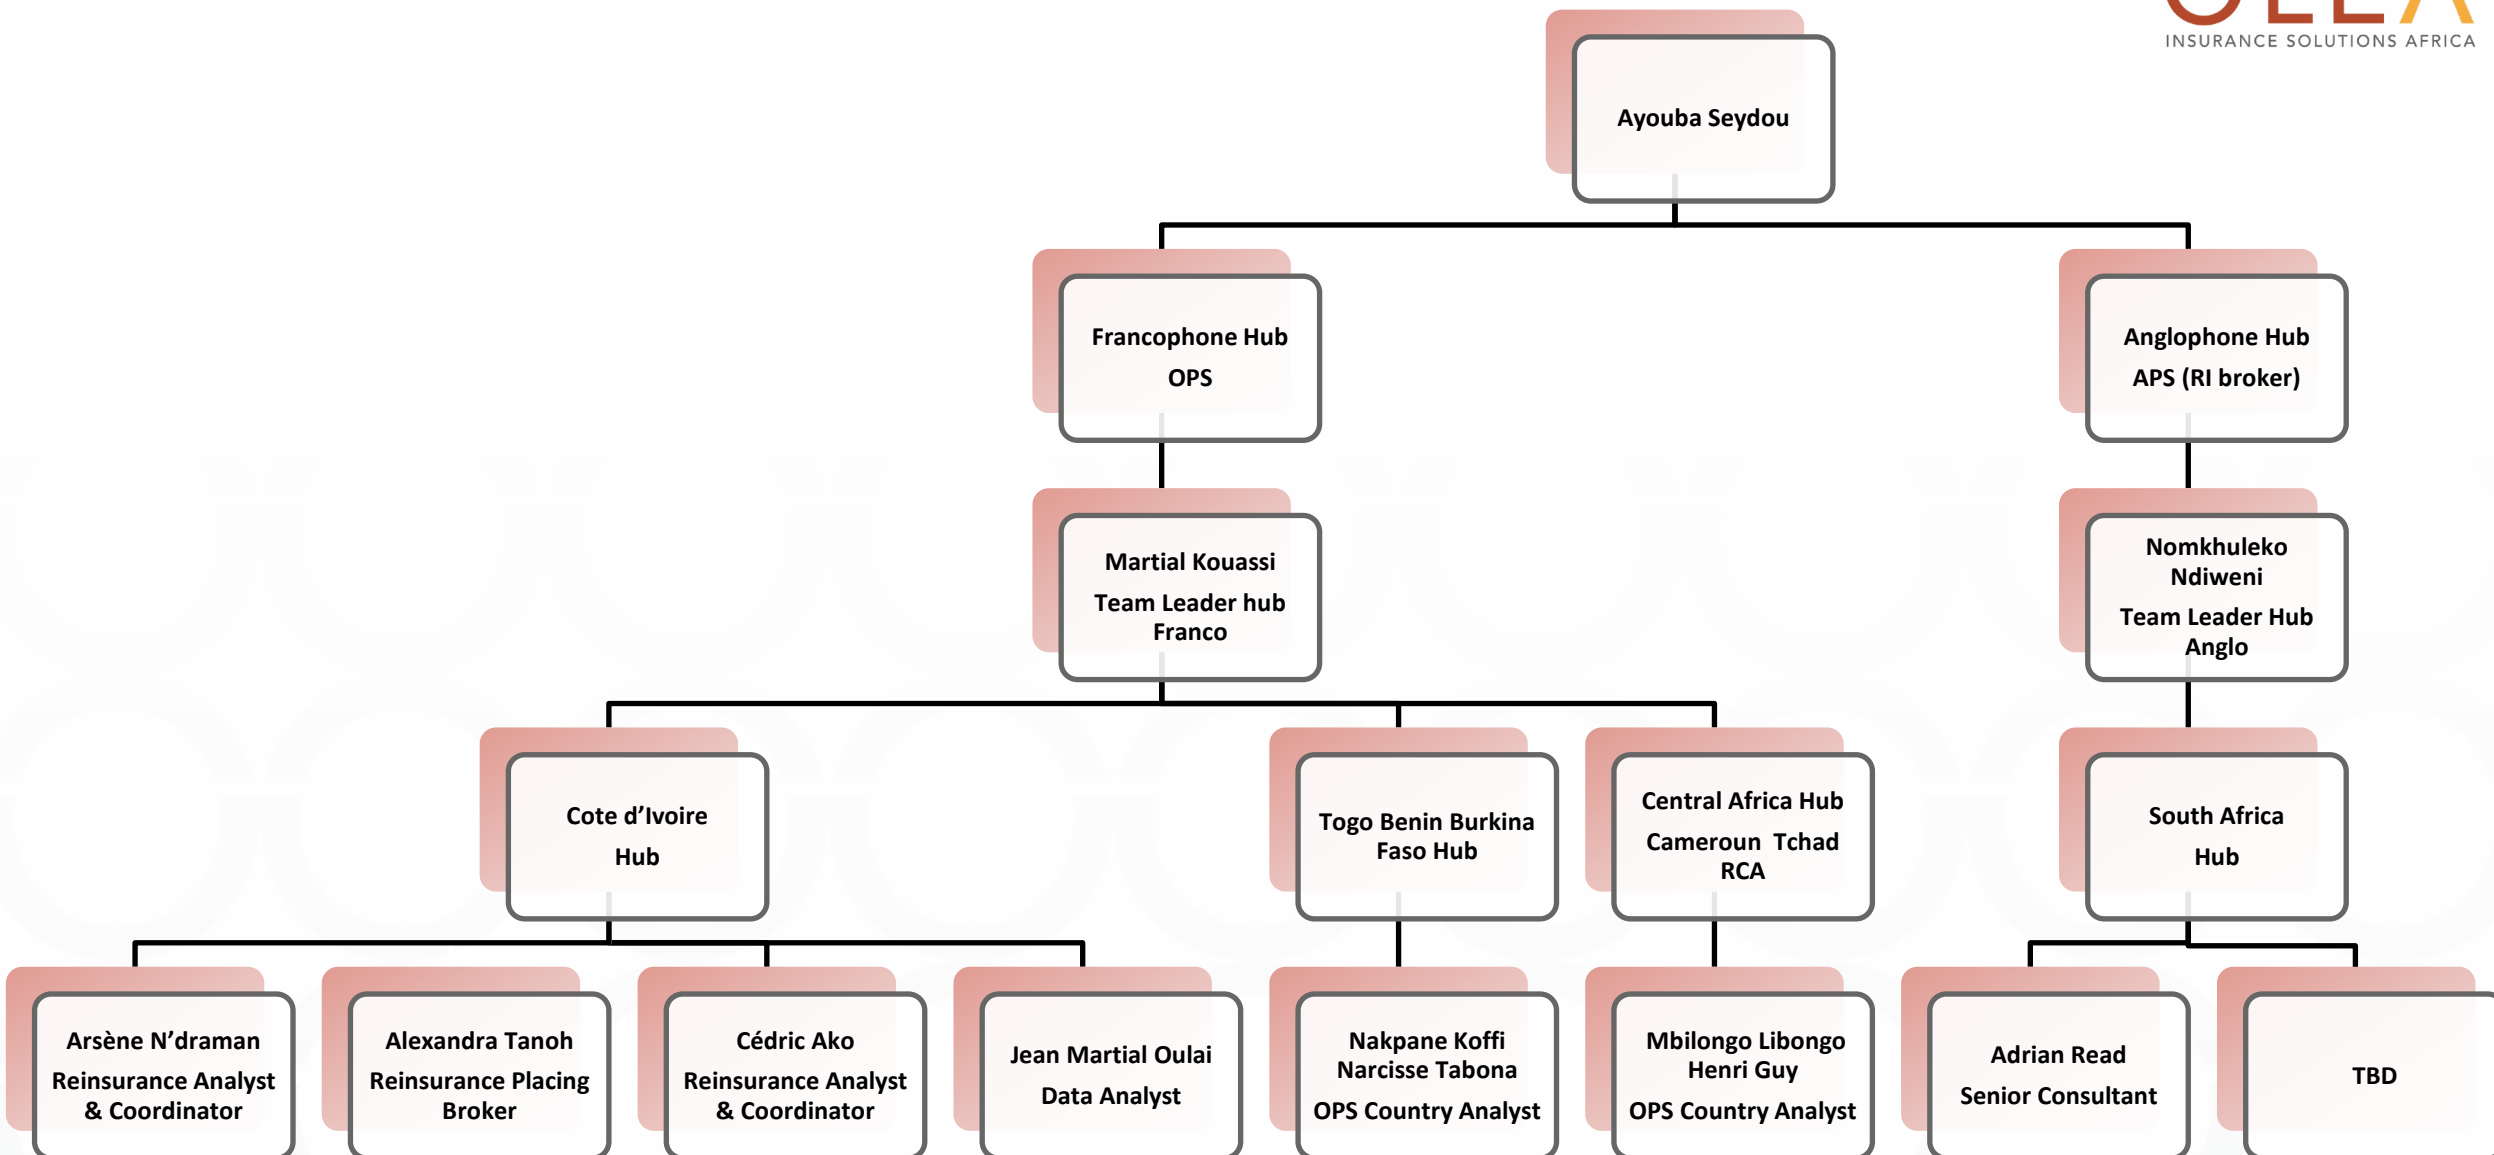 OLEA
INSURANCE SOLUTIONS AFRICA
Ayouba Seydou
Francophone Hub
OPS
Anglophone Hub
APS (RI broker)
Martial Kouassi
Team Leader hub
Franco
Nomkhuleko
Ndiweni
Team Leader Hub
Anglo
Cote d’Ivoire
Hub
Togo Benin Burkina
Faso Hub
Central Africa Hub
Cameroun  Tchad
RCA
South Africa
Hub
Arsène N’draman
Reinsurance Analyst
& Coordinator
Alexandra Tanoh
Reinsurance Placing
Broker
Cédric Ako
Reinsurance Analyst
& Coordinator
Jean Martial Oulai
Data Analyst
Nakpane Koffi
Narcisse Tabona
OPS Country Analyst
Mbilongo Libongo
Henri Guy
OPS Country Analyst
Adrian Read
Senior Consultant
TBD